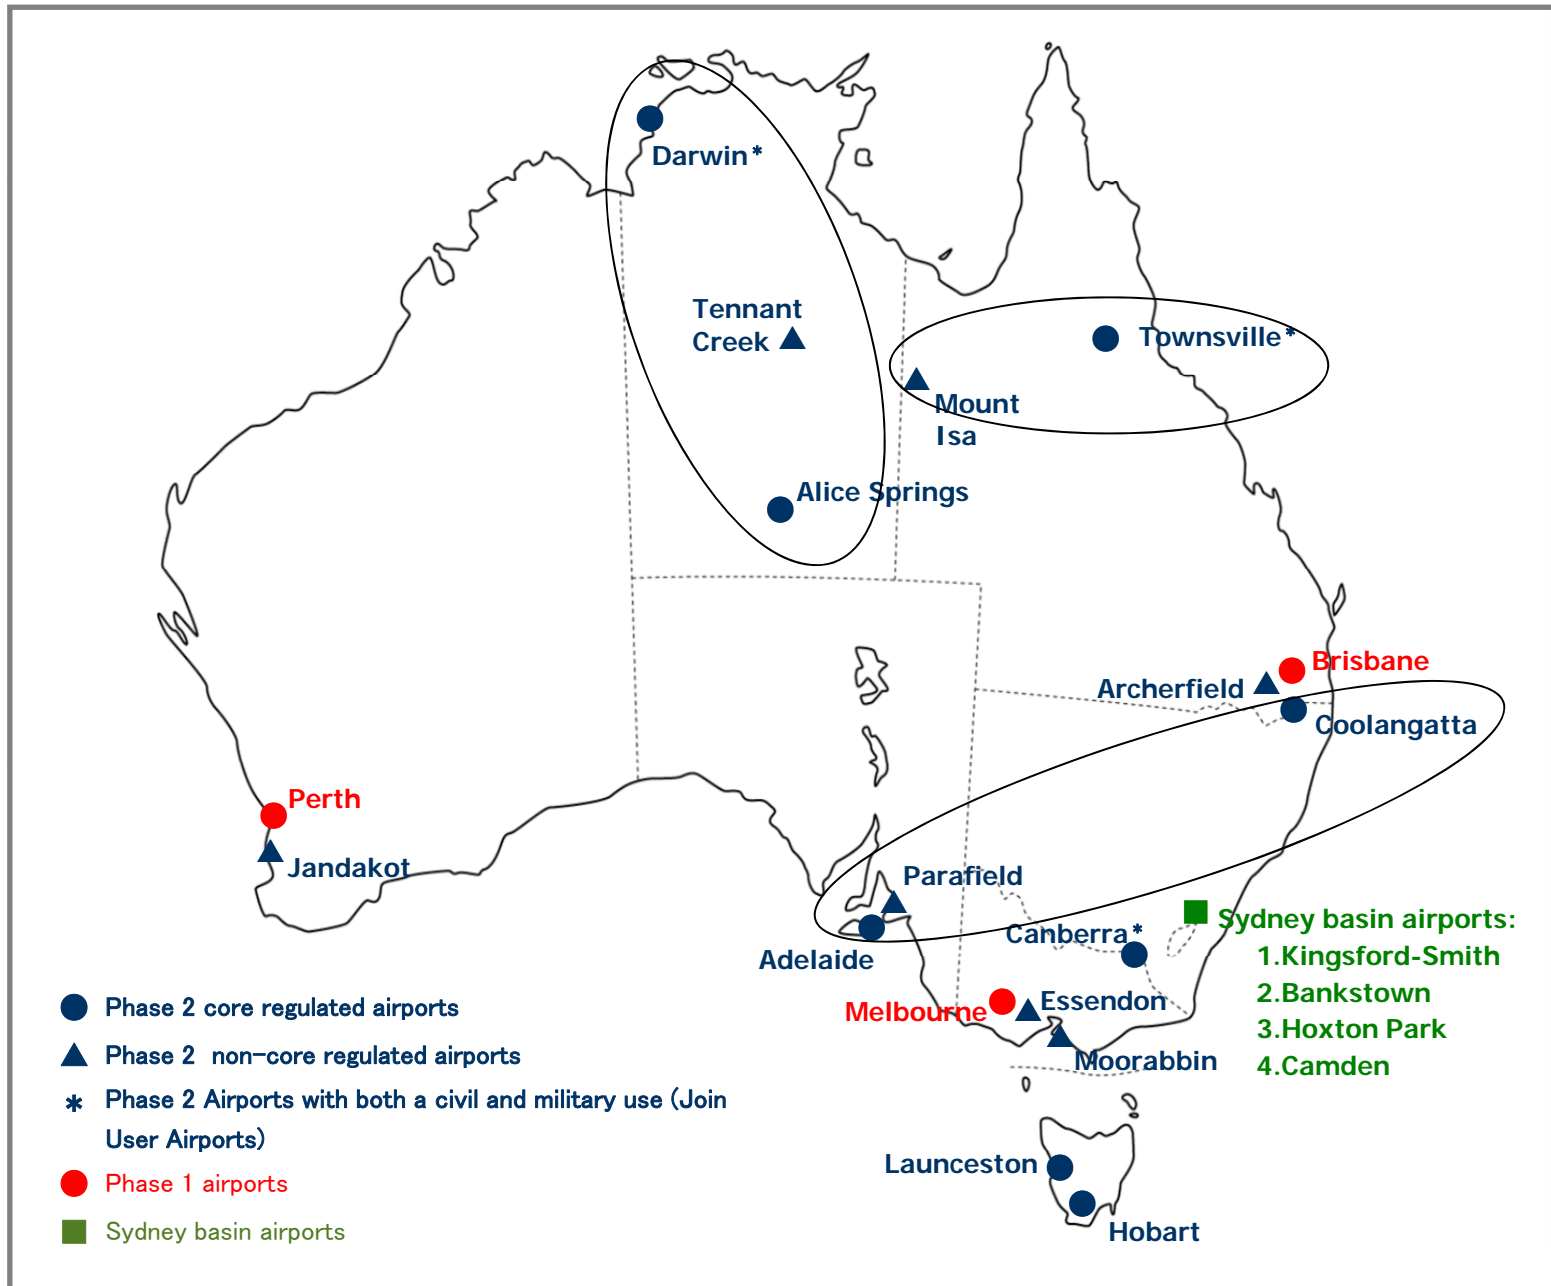 Darwin*
Tennant
Creek
Townsville*
Mount
Isa
Alice Springs
Brisbane
Archerfield
Coolangatta
Perth
Jandakot
Parafield
Adelaide
Canberra*
Sydney basin airports:
1.Kingsford-Smith
2.Bankstown
3.Hoxton Park
4.Camden
Melbourne
Essendon
Moorabbin
Launceston
Hobart
Phase 2 core regulated airports
Phase 2 non-core regulated airports
* Phase 2 Airports with both a civil and military use (Join
User Airports)
Phase 1 airports
Sydney basin airports